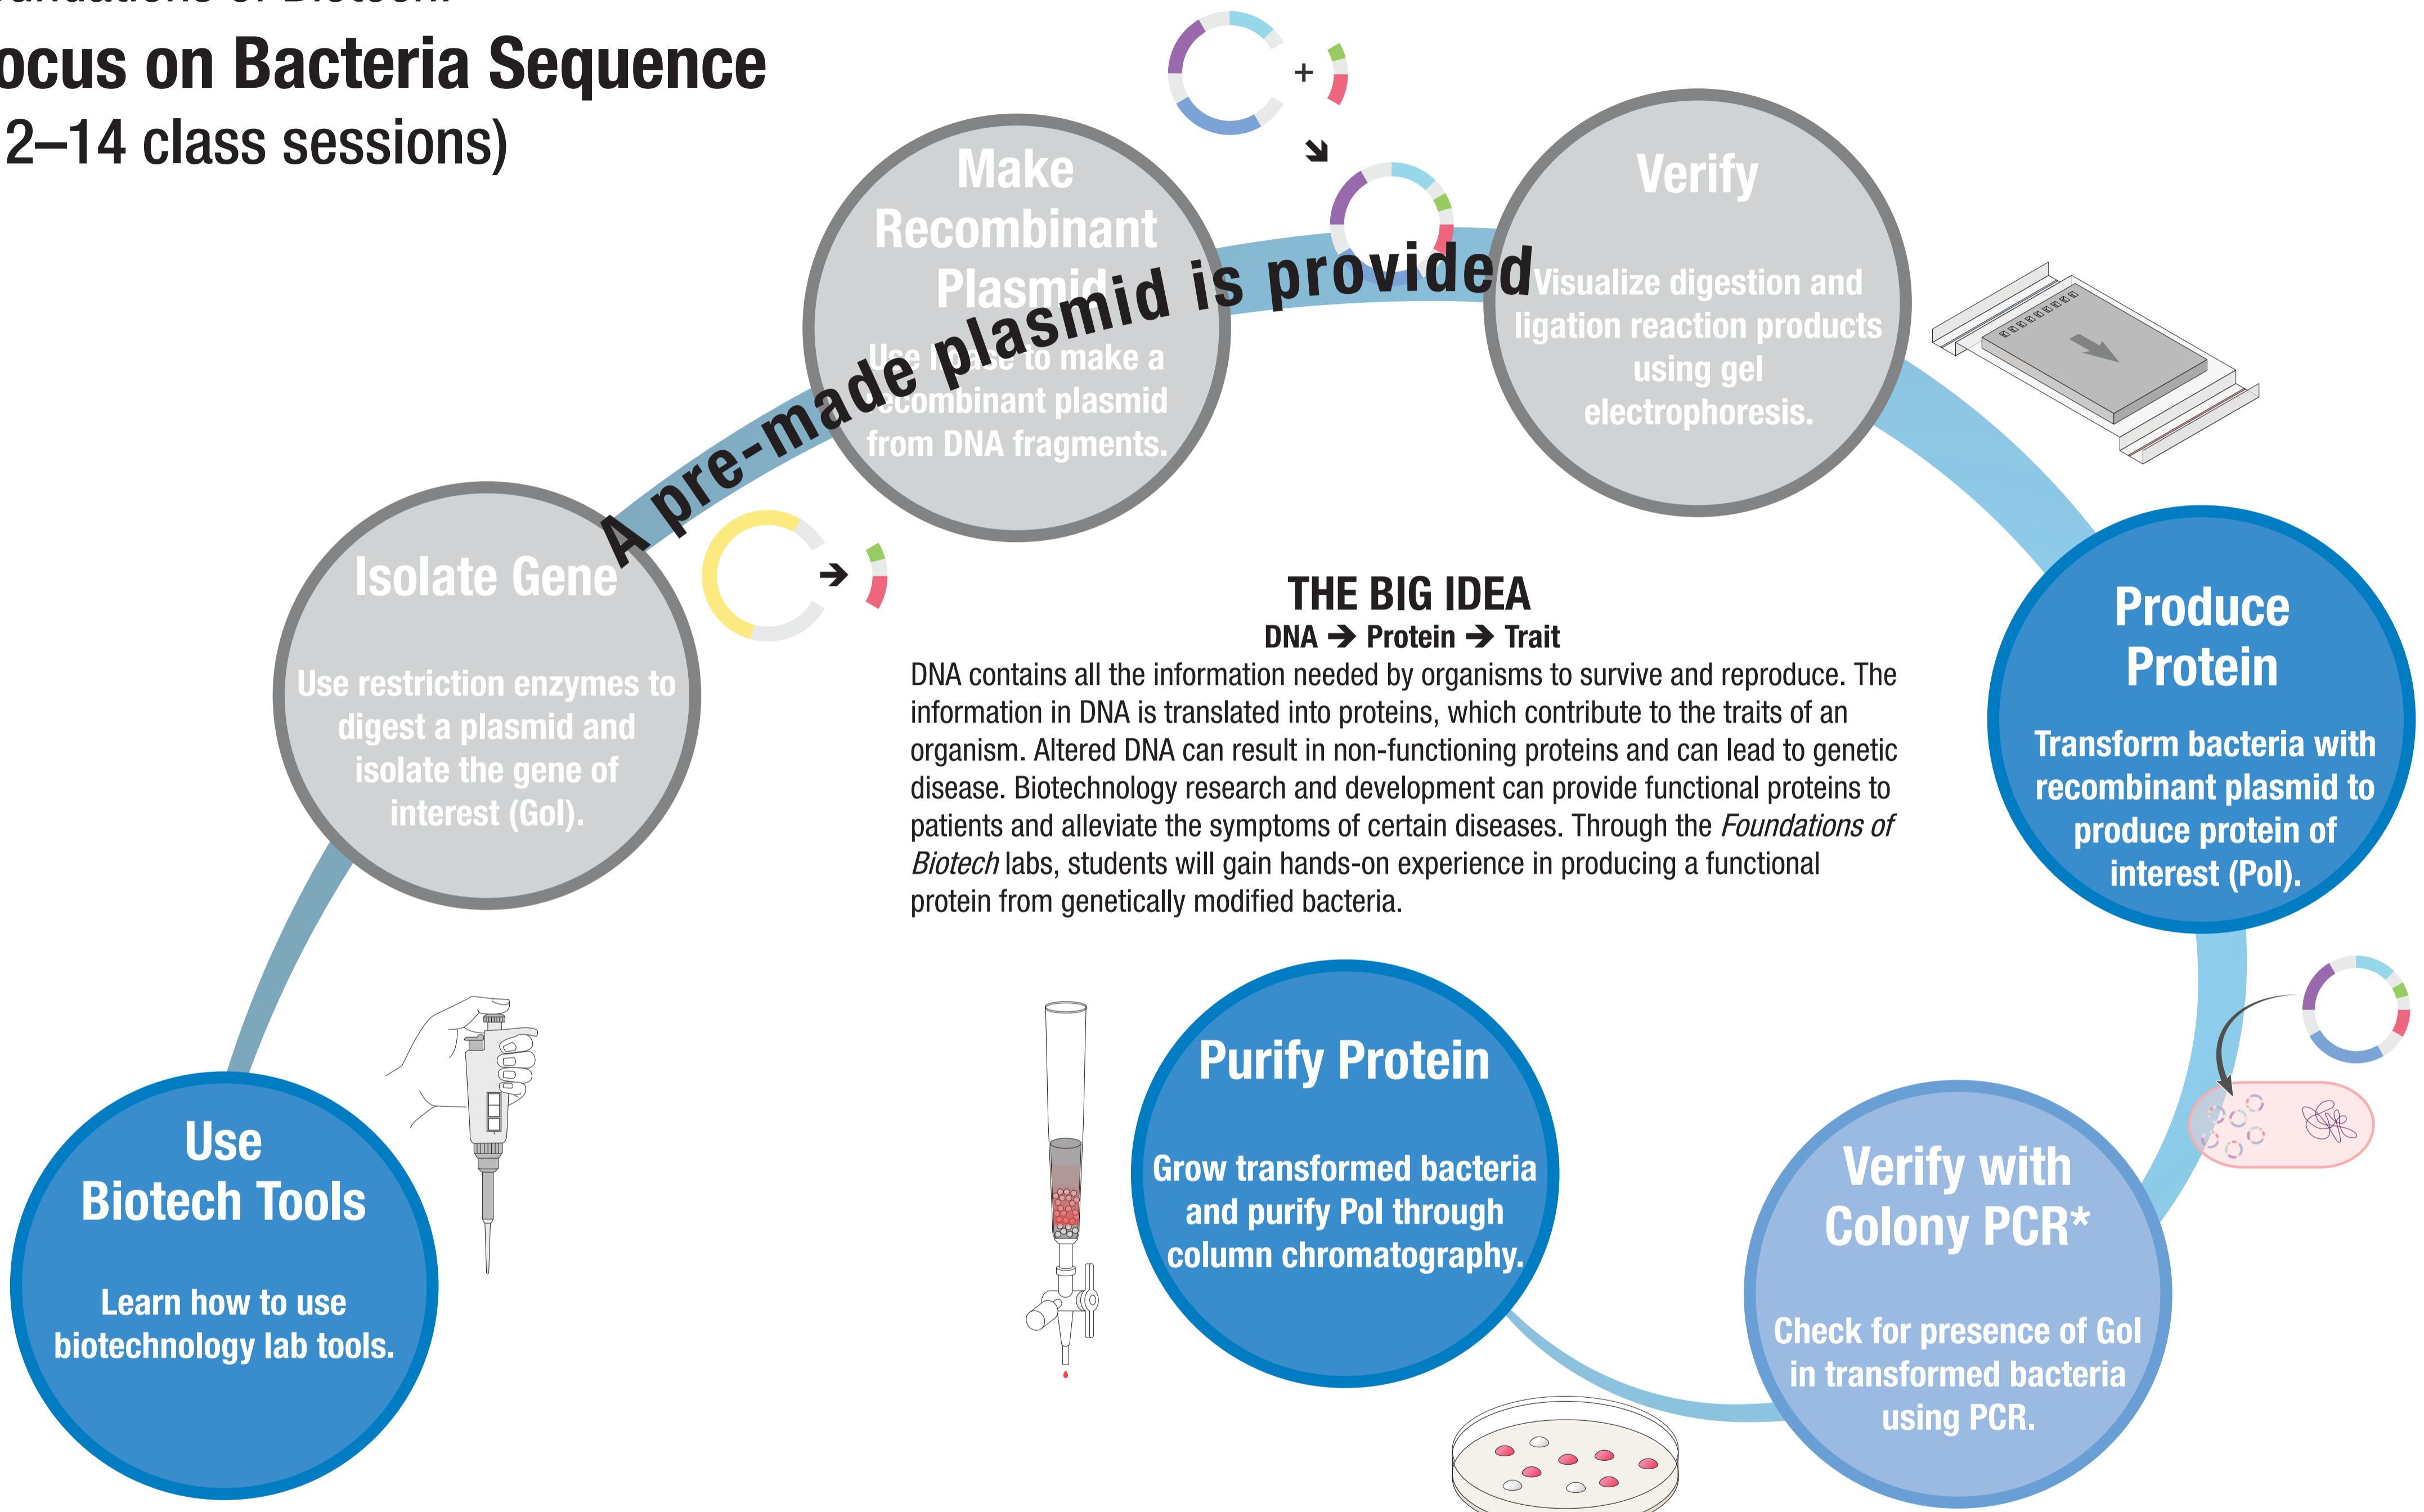 ocus on Bacteria Sequence
2–14 class sessions)
Make
Recombinant
Plasmid
Use ligase to make a
recombinant plasmid
from DNA fragments.
+
Verify
Visualize digestion and
ligation reaction products
using gel
electrophoresis.
A pre-made plasmid is provided
Isolate Gene
Use restriction enzymes to
digest a plasmid and
isolate the gene of
interest (GoI).
THE BIG IDEA
DNA ➔ Protein ➔ Trait
DNA contains all the information needed by organisms to survive and reproduce. The
information in DNA is translated into proteins, which contribute to the traits of an
organism. Altered DNA can result in non-functioning proteins and can lead to genetic
disease. Biotechnology research and development can provide functional proteins to
patients and alleviate the symptoms of certain diseases. Through the Foundations of
Biotech labs, students will gain hands-on experience in producing a functional
protein from genetically modified bacteria.
Produce
Protein
Transform bacteria with
recombinant plasmid to
produce protein of
interest (PoI).
Use
Biotech Tools
Learn how to use
biotechnology lab tools.
Purify Protein
Grow transformed bacteria
and purify PoI through
column chromatography.
Verify with
Colony PCR*
Check for presence of GoI
in transformed bacteria
using PCR.